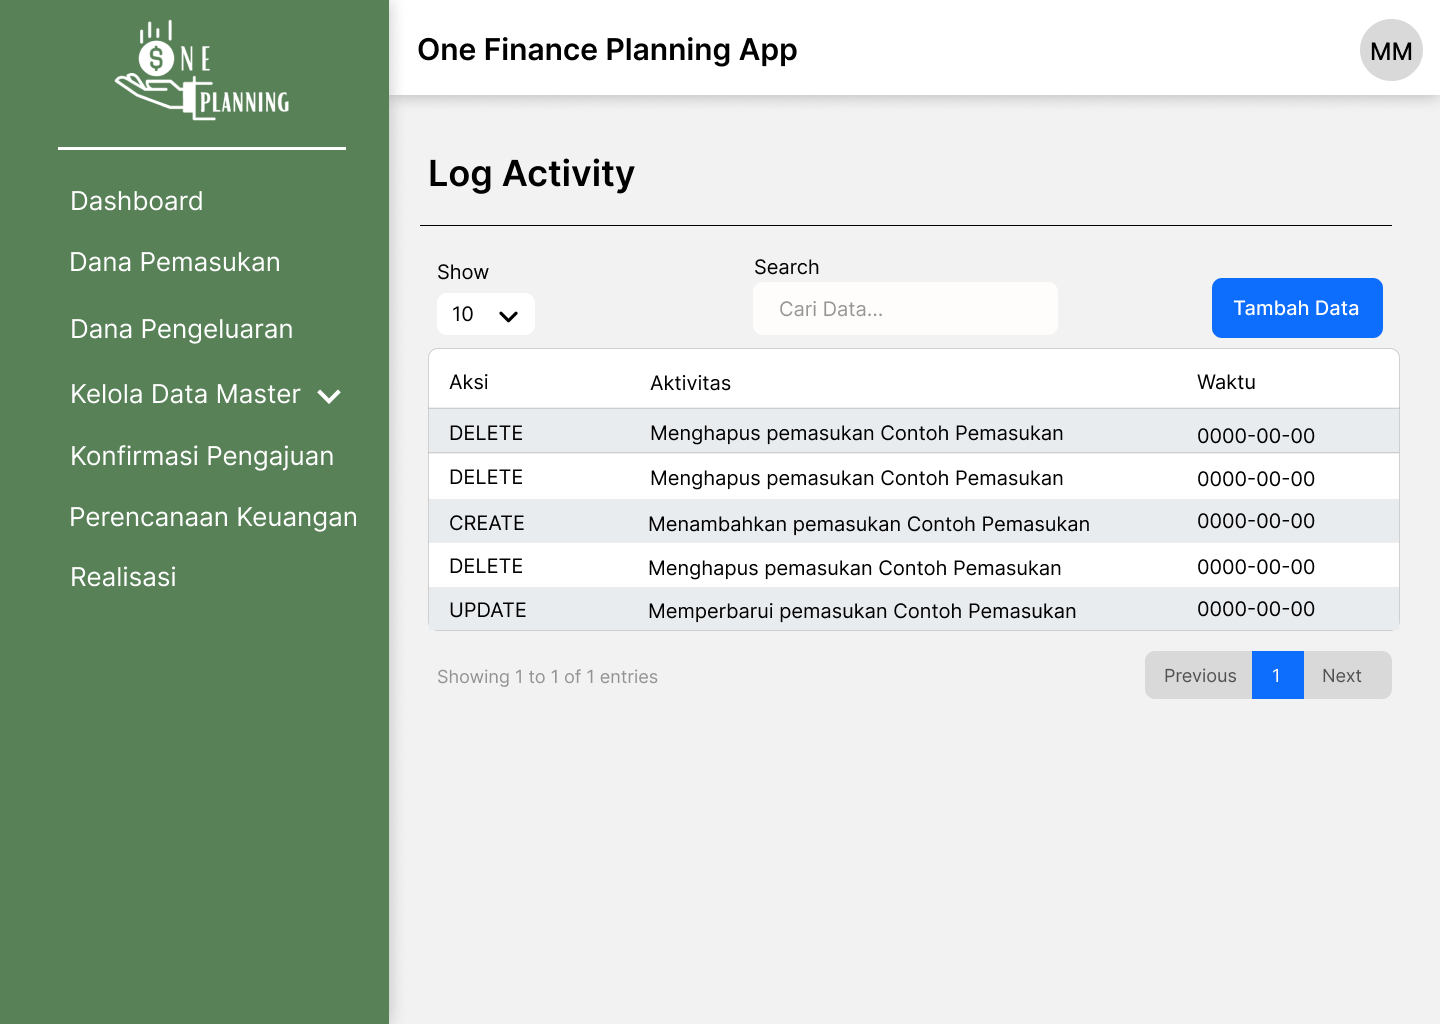 $ NE
PLANNING
One Finance Planning App
MM
Dashboard
Dana Pemasukan
Dana Pengeluaran
Kelola Data Master
Konfirmasi Pengajuan
Perencanaan Keuangan
Realisasi
Log Activity
Show
10
Search
Cari Data...
Tambah Data
Aksi Aktivitas Waktu
DELETE Menghapus pemasukan Contoh Pemasukan 0000-00-00
DELETE Menghapus pemasukan Contoh Pemasukan 0000-00-00
CREATE Menambahkan pemasukan Contoh Pemasukan 0000-00-00
DELETE Menghapus pemasukan Contoh Pemasukan 0000-00-00
UPDATE Memperbarui pemasukan Contoh Pemasukan 0000-00-00
Showing 1 to 1 of 1 entries
Previous 1 Next